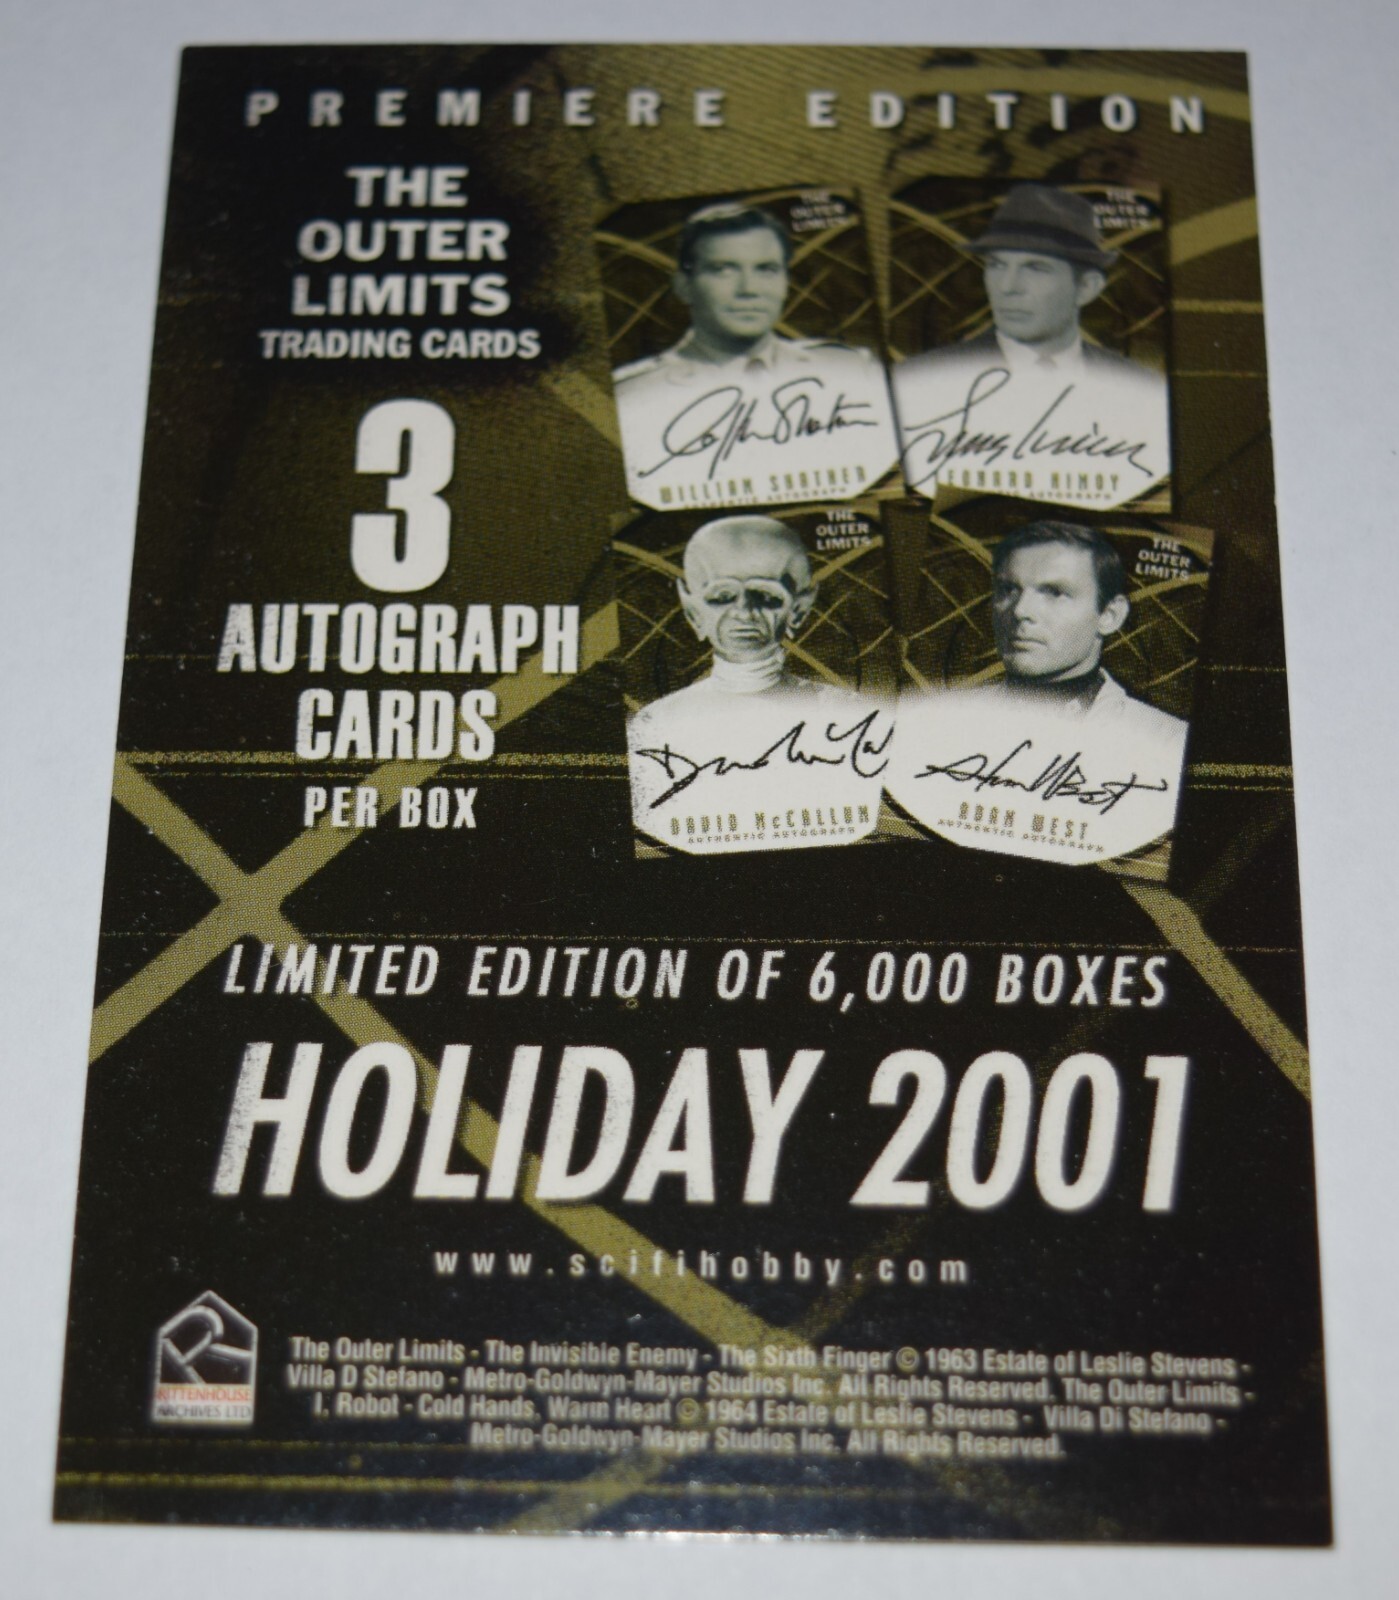 PREMIERE EDITION
THE
OUTER
LIMITS
TRADING CARDS
3
AUTOGRAPH
CARDS
PER BOX
THE
OUTER
LIMITS
William Shatner
WILLIAM SHATNER
AUTHENTIC AUTOGRAPH
THE
OUTER
LIMITS
LEONARD NIMOY
AUTOGRAPH
THE
OUTER
LIMITS
DAVID McCALLUM
AUTHENTIC AUTOGRAPH
THE
OUTER
LIMITS
Adam West
ADAM WEST
AUTHENTIC AUTOGRAPH
LIMITED EDITION OF 6,000 BOXES
HOLIDAY 2001
www.scifihobby.com
RITTENHOUSE
ARCHIVES LTD
The Outer Limits - The Invisible Enemy - The Sixth Finger © 1963 Estate of Leslie Stevens -
Villa D Stefano - Metro-Goldwyn-Mayer Studios Inc. All Rights Reserved. The Outer Limits -
I, Robot - Cold Hands, Warm Heart © 1964 Estate of Leslie Stevens - Villa Di Stefano -
Metro-Goldwyn-Mayer Studios Inc. All Rights Reserved.